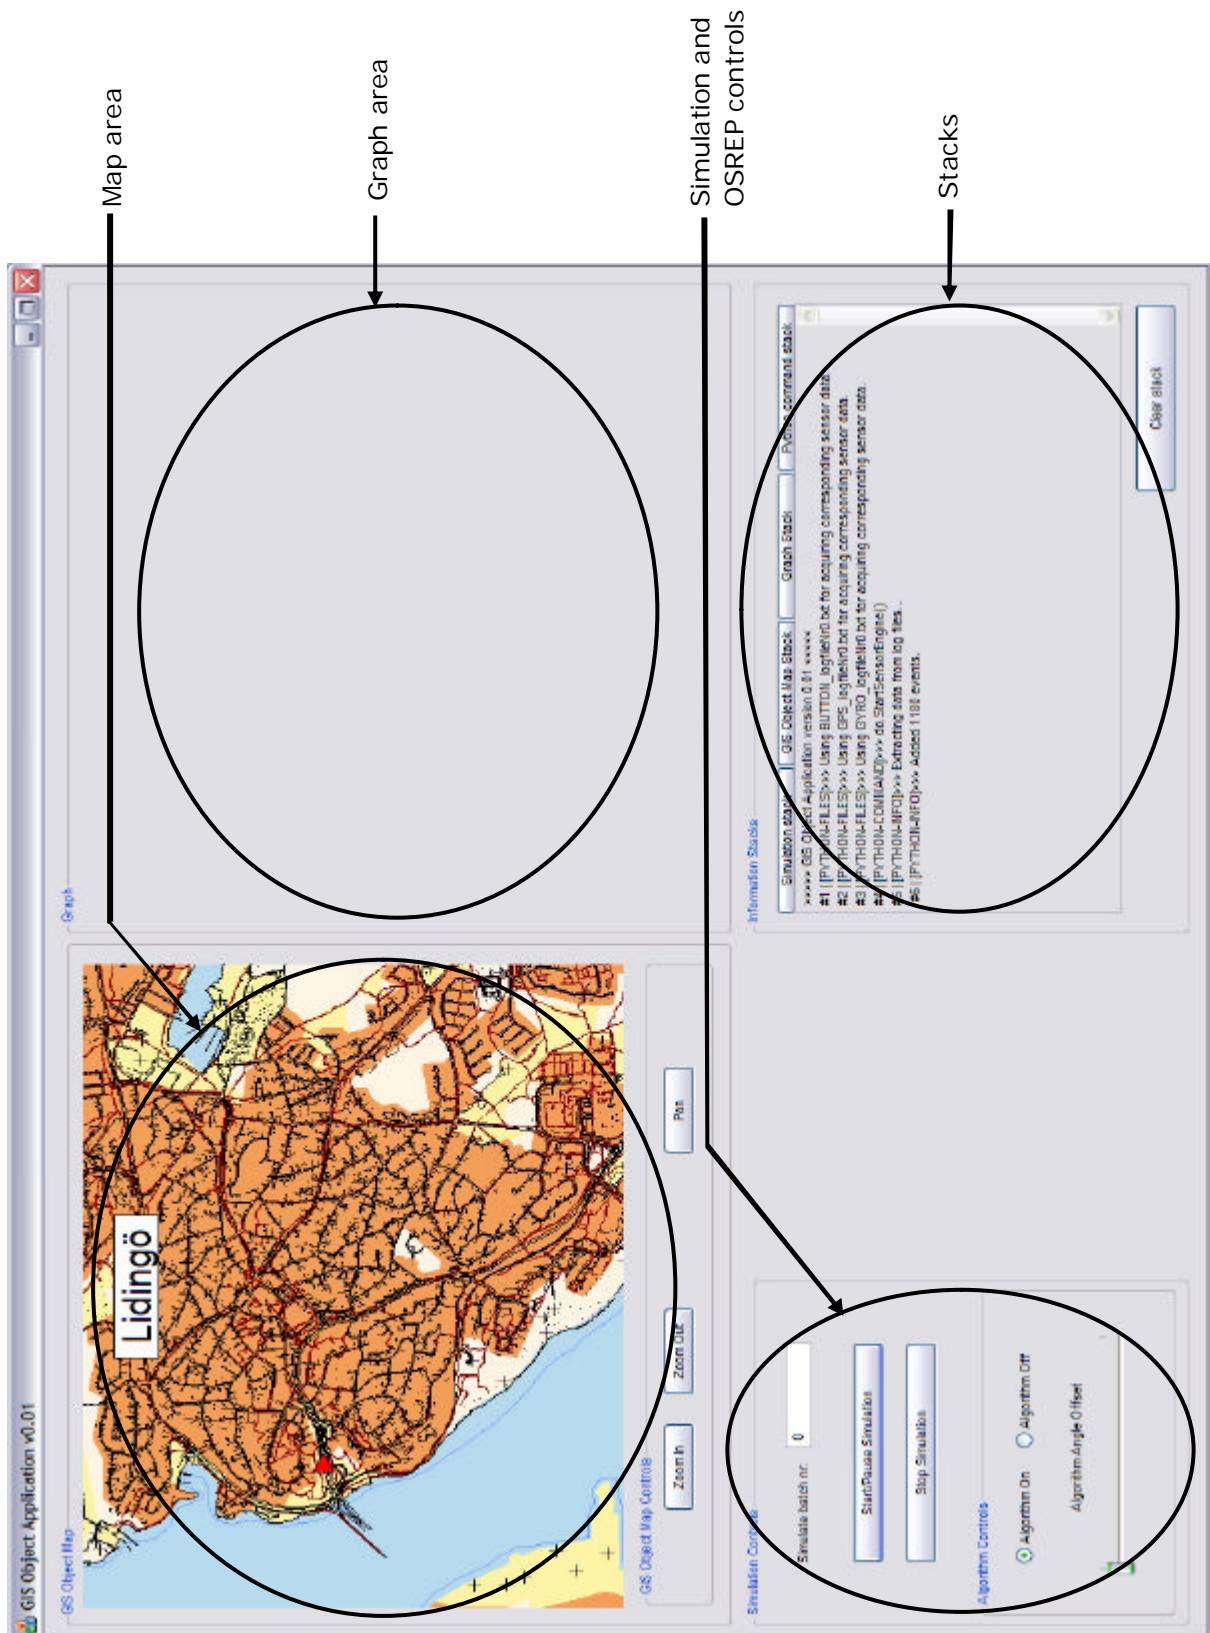 Map area
Graph area
Simulation and
OSREP controls
Stacks
GIS Object Application v0.01
GIS Object Map
Lidingö
GIS Object Map Controls
Zoom In
Zoom Out
Pan
Graph
Simulation Controls
Simulate batch nr:
0
Start/Pause Simulation
Stop Simulation
Algorithm Controls
Algorithm On
Algorithm Off
Algorithm Angle Offset
Information Stacks
Simulation stack
GIS Object Map Stack
Graph Stack
Python command stack
>>>>> GIS Object Application version 0.01 <<<<<
#1 | [PYTHON-FILES]>>> Using BUTTON_logfileNr0.txt for acquiring corresponding sensor data.
#2 | [PYTHON-FILES]>>> Using GPS_logfileNr0.txt for acquiring corresponding sensor data.
#3 | [PYTHON-FILES]>>> Using GYRO_logfileNr0.txt for acquiring corresponding sensor data.
#4 | [PYTHON-COMMAND]>>> do StartSensorEngine()
#5 | [PYTHON-INFO]>>> Extracting data from log files...
#6 | [PYTHON-INFO]>>> Added 1180 events.
Clear stack